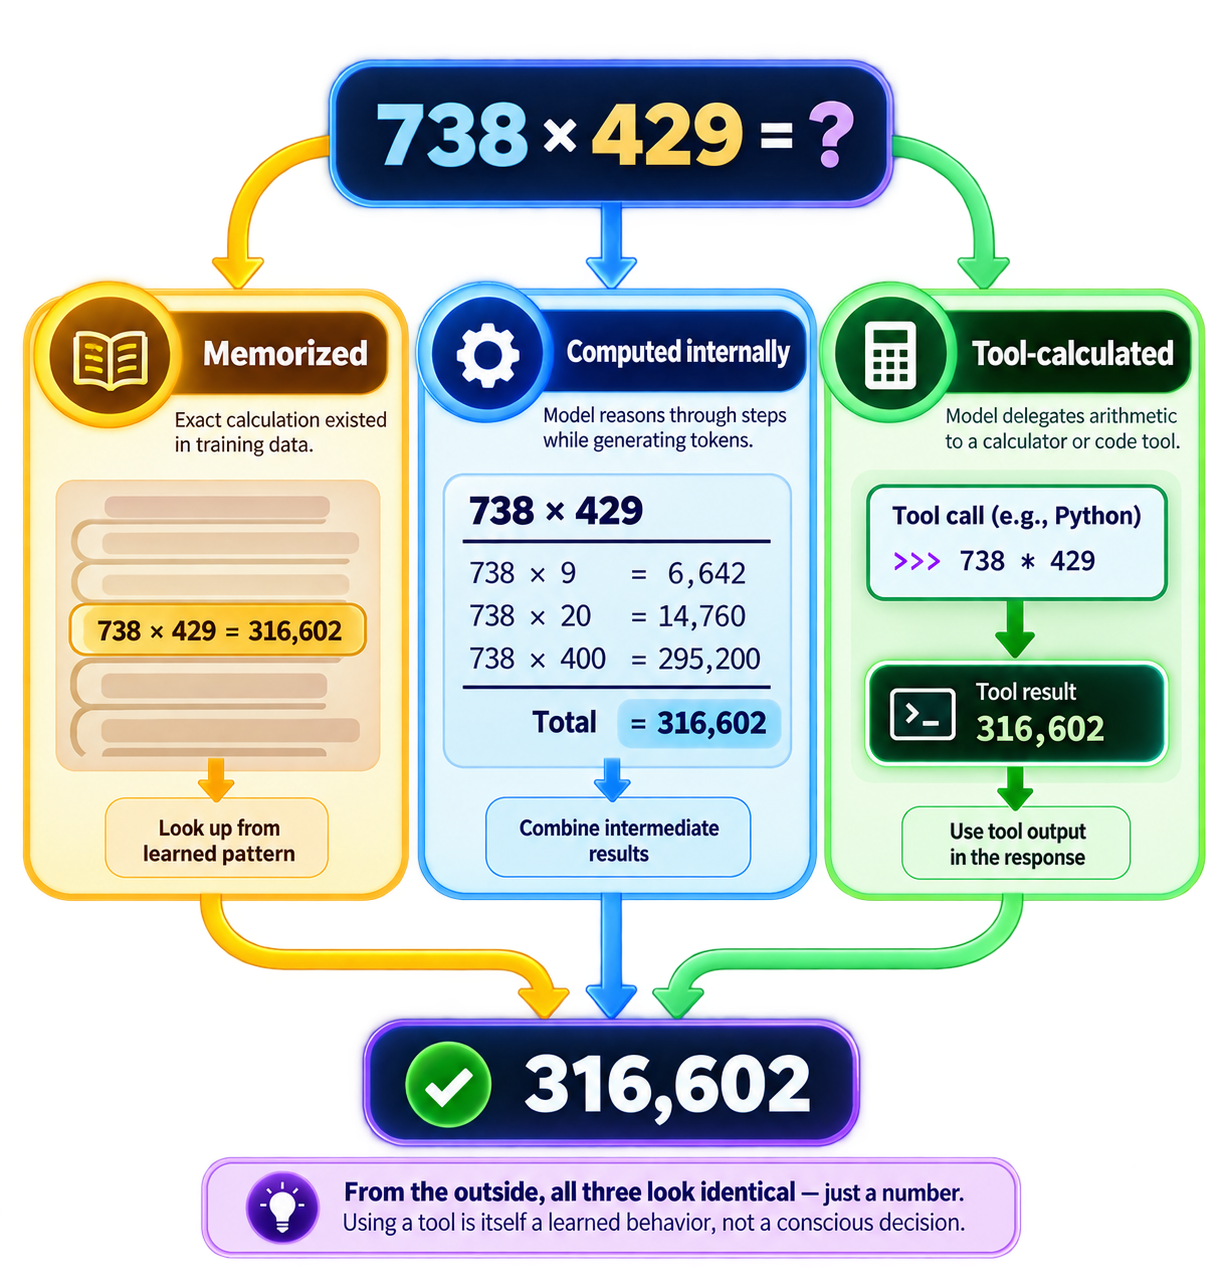 738 × 429 = ?
Memorized
Exact calculation existed
in training data.
738 × 429 = 316,602
Look up from
learned pattern
Computed internally
Model reasons through steps
while generating tokens.
738 × 429
738 × 9 = 6,642
738 × 20 = 14,760
738 × 400 = 295,200
Total = 316,602
Combine intermediate
results
Tool-calculated
Model delegates arithmetic
to a calculator or code tool.
Tool call (e.g., Python)
>>> 738 * 429
Tool result
316,602
Use tool output
in the response
316,602
From the outside, all three look identical — just a number.
Using a tool is itself a learned behavior, not a conscious decision.